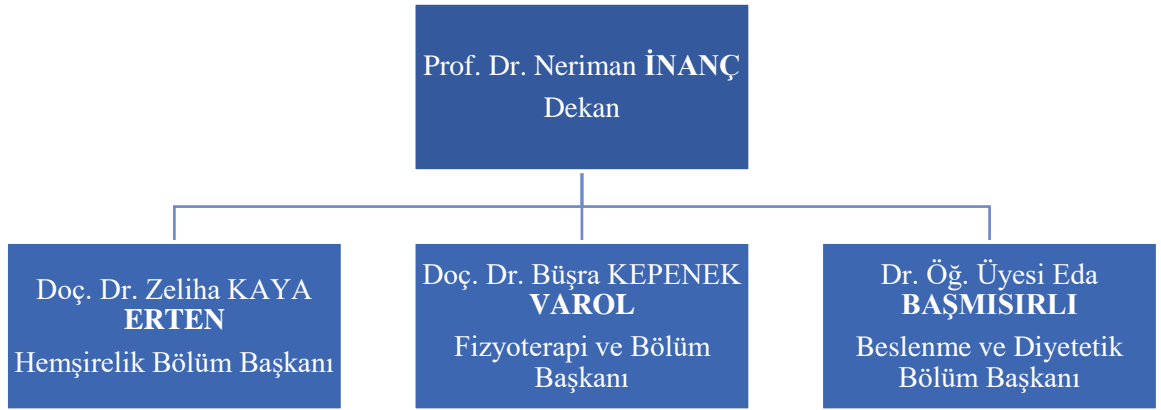 Prof. Dr. Neriman İNANÇ
Dekan
Doç. Dr. Zeliha KAYA
ERTEN
Hemşirelik Bölüm Başkanı
Doç. Dr. Büşra KEPENEK
VAROL
Fizyoterapi ve Bölüm
Başkanı
Dr. Öğ. Üyesi Eda
BAŞMISIRLI
Beslenme ve Diyetetik
Bölüm Başkanı